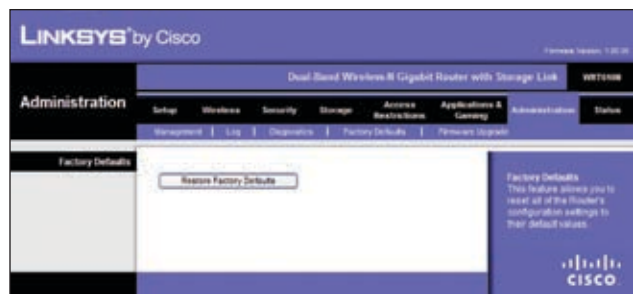 LINKSYS® by Cisco
Firmware Version: 1.00.00
Dual-Band Wireless-N Gigabit Router with Storage Link
Administration
Setup
Wireless
Security
Storage
Access Restrictions
Applications & Gaming
Administration
Status
Management | Log | Diagnostics | Factory Defaults | Firmware Upgrade
Factory Defaults
Restore Factory Defaults
Factory Defaults
This feature allows you to
reset all of the Router's
configuration settings to
their default values.
CISCO